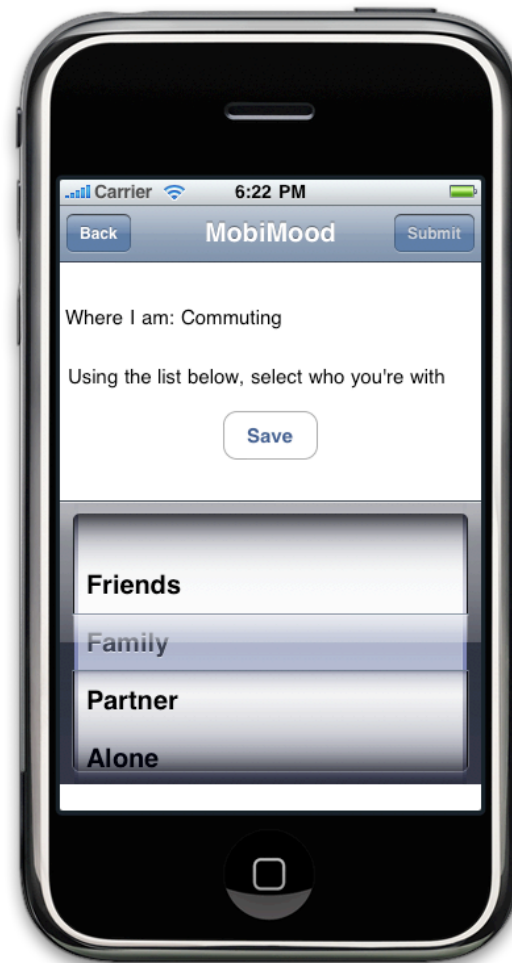 Carrier 6:22 PM
Back MobiMood Submit
Where I am: Commuting
Using the list below, select who you're with
Save
Friends
Family
Partner
Alone